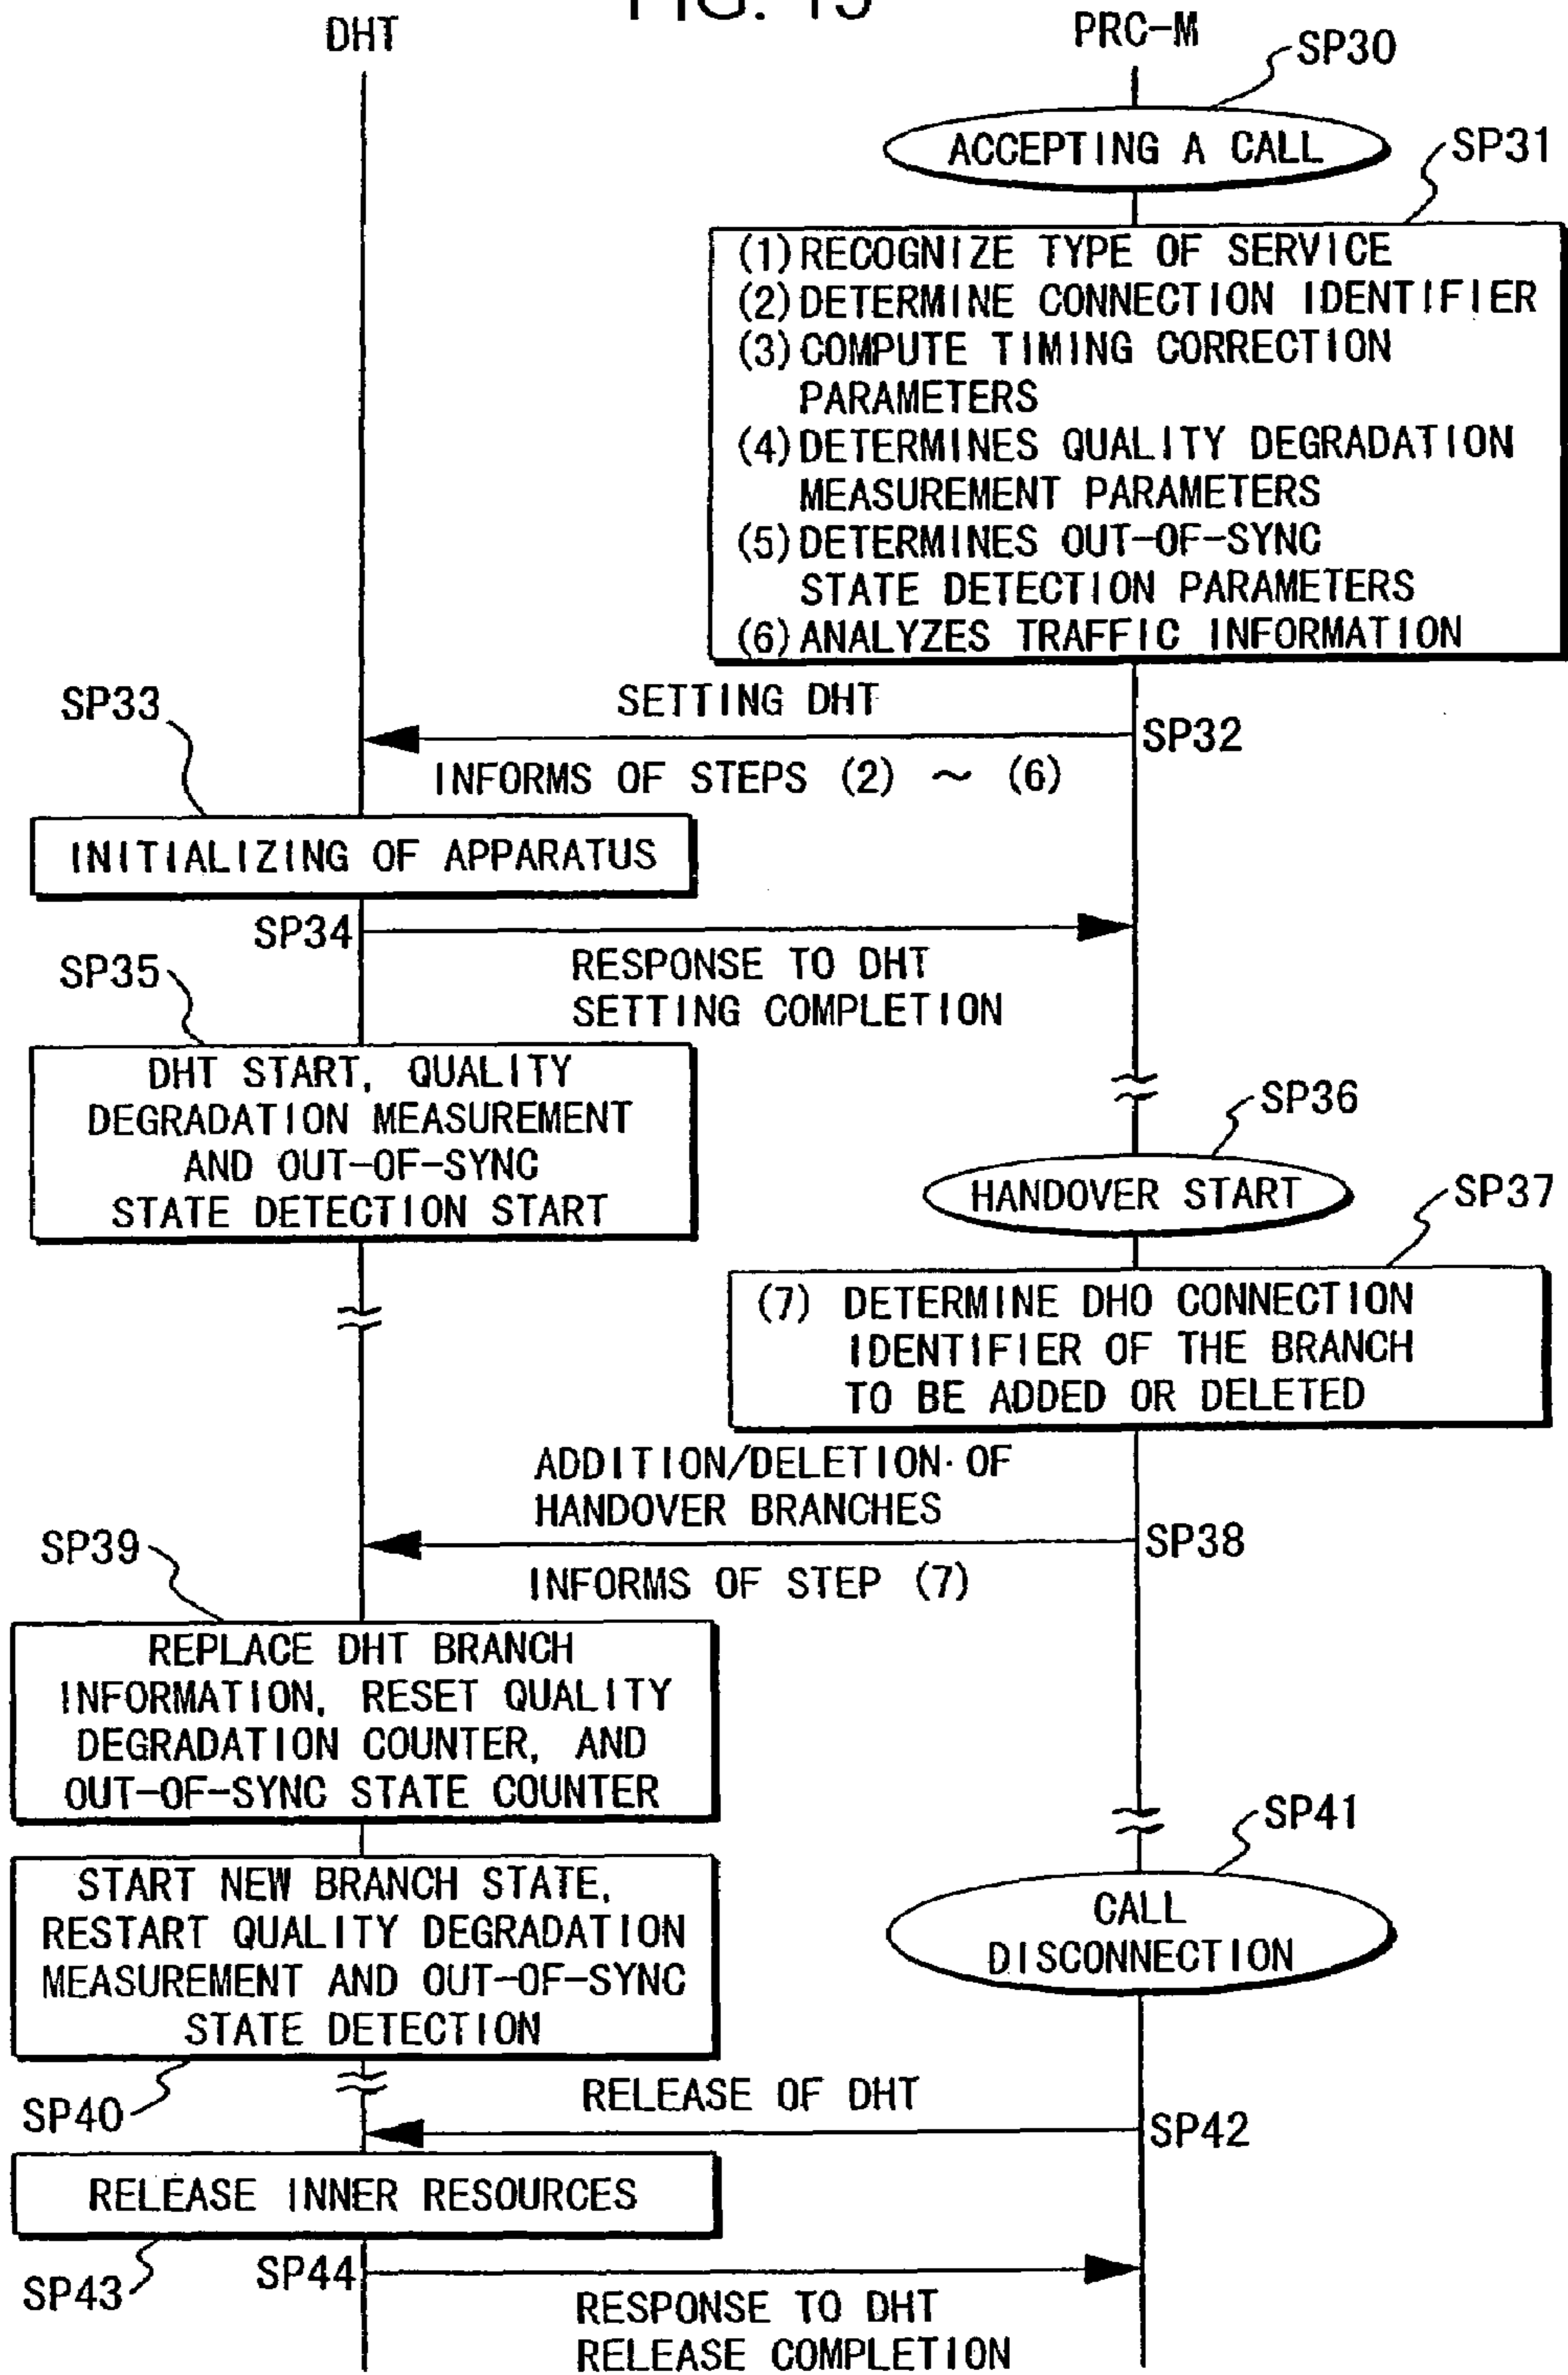 DHT
PRC-M
SP30
ACCEPTING A CALL
SP31
(1) RECOGNIZE TYPE OF SERVICE
(2) DETERMINE CONNECTION IDENTIFIER
(3) COMPUTE TIMING CORRECTION
PARAMETERS
(4) DETERMINES QUALITY DEGRADATION
MEASUREMENT PARAMETERS
(5) DETERMINES OUT-OF-SYNC
STATE DETECTION PARAMETERS
(6) ANALYZES TRAFFIC INFORMATION
SP33
SETTING DHT
SP32
INFORMS OF STEPS (2) ~ (6)
INITIALIZING OF APPARATUS
SP34
SP35
RESPONSE TO DHT
SETTING COMPLETION
DHT START, QUALITY
DEGRADATION MEASUREMENT
AND OUT-OF-SYNC
STATE DETECTION START
SP36
HANDOVER START
SP37
(7) DETERMINE DHO CONNECTION
IDENTIFIER OF THE BRANCH
TO BE ADDED OR DELETED
ADDITION/DELETION OF
HANDOVER BRANCHES
SP38
SP39
INFORMS OF STEP (7)
REPLACE DHT BRANCH
INFORMATION, RESET QUALITY
DEGRADATION COUNTER, AND
OUT-OF-SYNC STATE COUNTER
SP41
START NEW BRANCH STATE,
RESTART QUALITY DEGRADATION
MEASUREMENT AND OUT-OF-SYNC
STATE DETECTION
CALL
DISCONNECTION
SP40
RELEASE OF DHT
SP42
RELEASE INNER RESOURCES
SP43
SP44
RESPONSE TO DHT
RELEASE COMPLETION